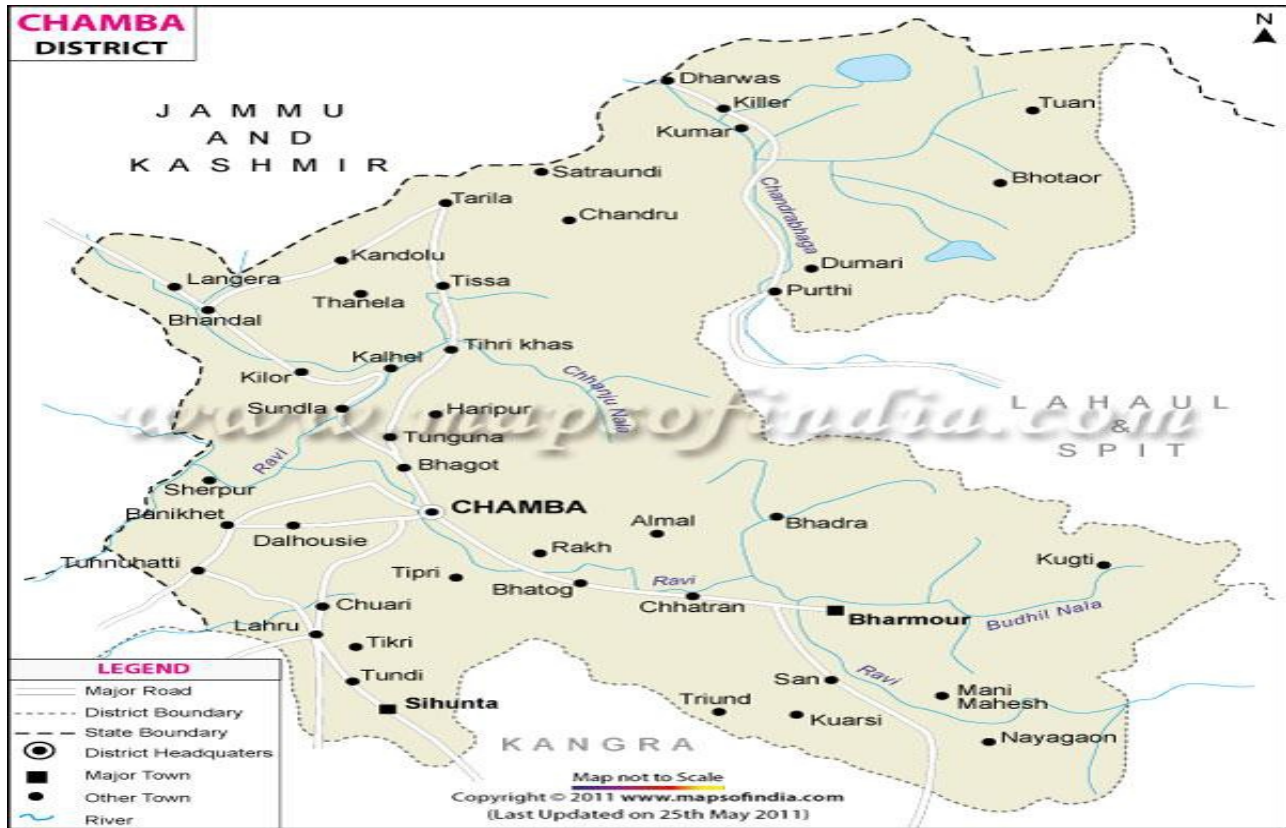 CHAMBA
DISTRICT
N
JAMMU
AND
KASHMIR
Dharwas
Killer
Kumar
Tuan
Satraundi
Bhotaor
Tarila
Chandru
Chandrabhaga
Kandolu
Dumari
Langera
Tissa
Purthi
Thanela
Bhandal
Tihri khas
Kalhel
Kilor
Chhanju Nala
LAHAUL
&
SPIT
Sundla
Haripur
www.mapsofindia.com
Tunguna
Ravi
Bhagot
Sherpur
CHAMBA
Banikhet
Dalhousie
Almal
Bhadra
Rakh
Kugti
Tunnuhatti
Tipri
Bhatog
Ravi
Chhatran
Chuari
Bharmour
Budhil Nala
Lahru
Tikri
Tundi
San
Ravi
Mani
Mahesh
Sihunta
Triund
Kuarsi
Nayagaon
KANGRA
LEGEND
Major Road
District Boundary
State Boundary
District Headquaters
Major Town
Other Town
River
Map not to Scale
Copyright © 2011 www.mapsofindia.com
(Last Updated on 25th May 2011)